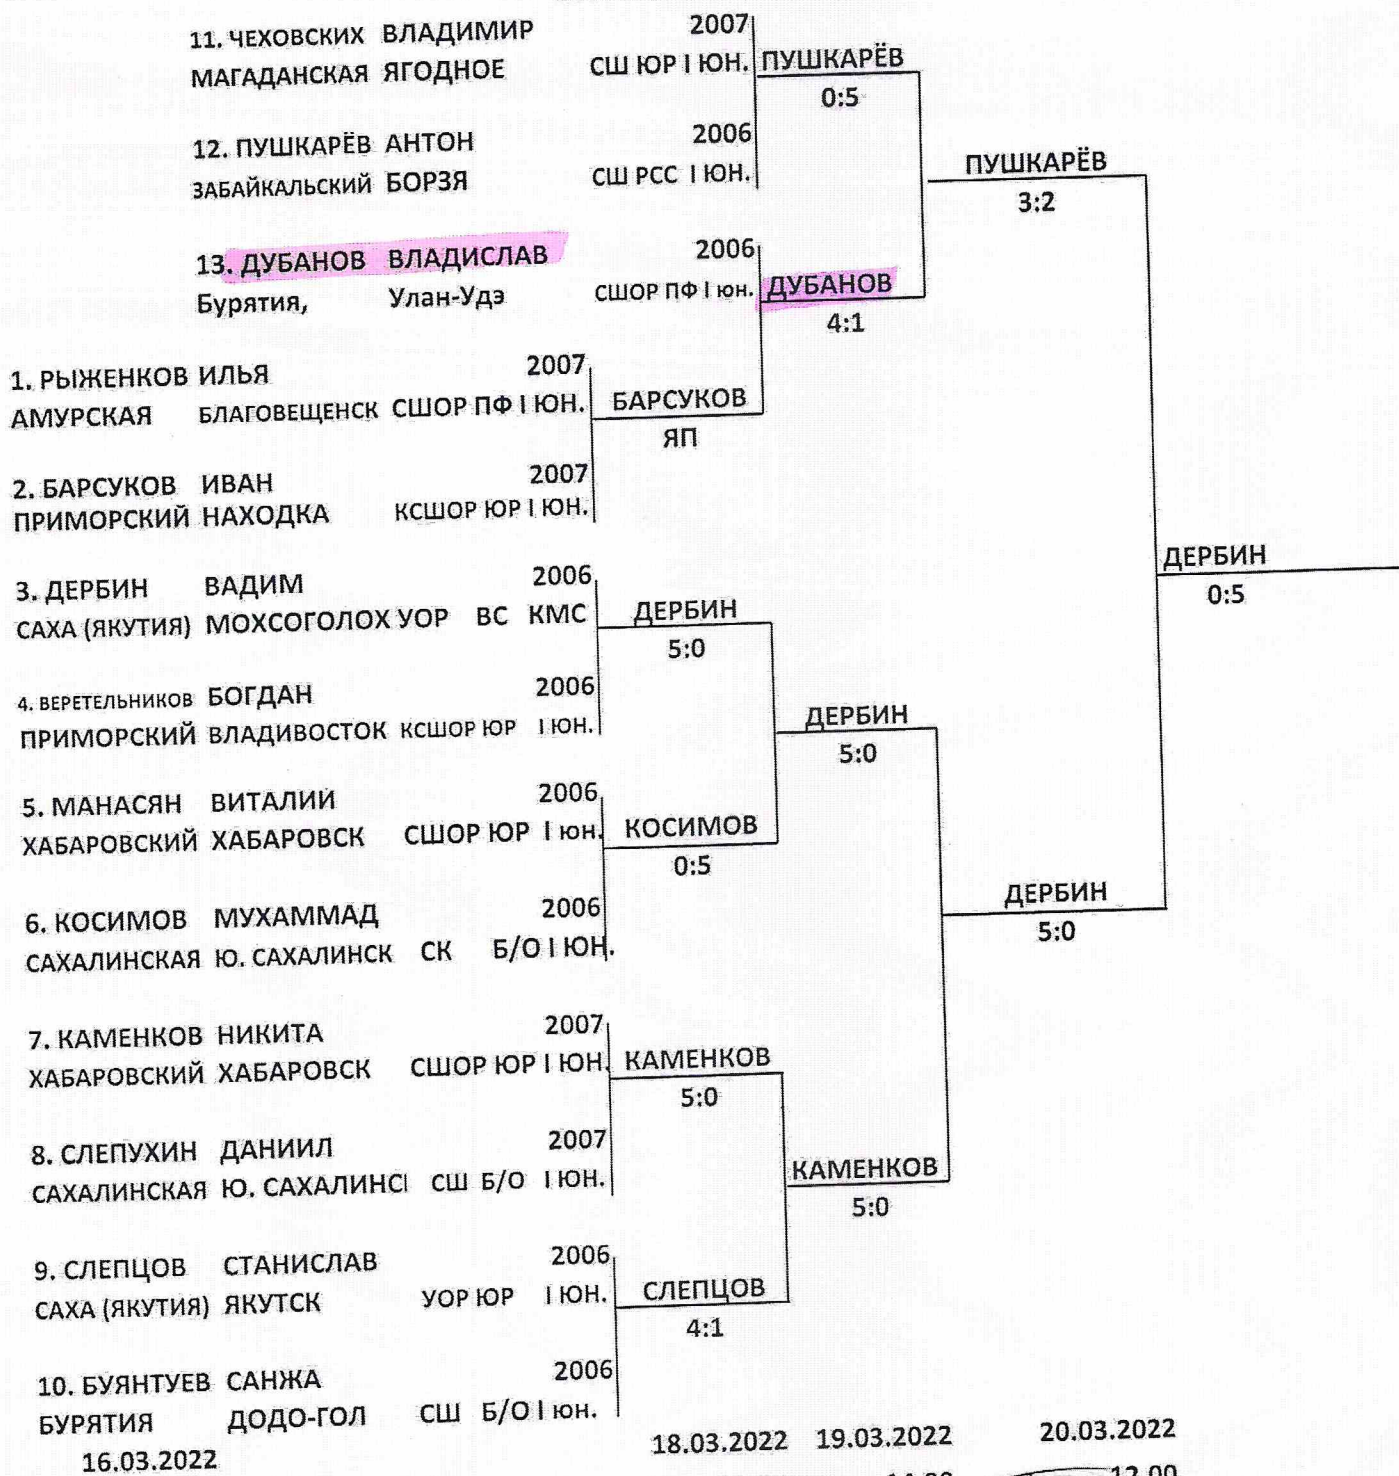 11. ЧЕХОВСКИХ ВЛАДИМИР 2007
МАГАДАНСКАЯ ЯГОДНОЕ СШ ЮР I ЮН. ПУШКАРЁВ
0:5
12. ПУШКАРЁВ АНТОН 2006
ЗАБАЙКАЛЬСКИЙ БОРЗЯ СШ РСС I ЮН.
ПУШКАРЁВ
3:2
13. ДУБАНОВ ВЛАДИСЛАВ 2006
Бурятия, Улан-Удэ СШОР ПФ I юн. ДУБАНОВ
4:1
1. РЫЖЕНКОВ ИЛЬЯ 2007
АМУРСКАЯ БЛАГОВЕЩЕНСК СШОР ПФ I ЮН. БАРСУКОВ
ЯП
2. БАРСУКОВ ИВАН 2007
ПРИМОРСКИЙ НАХОДКА КСШОР ЮР I ЮН.
ДЕРБИН
0:5
3. ДЕРБИН ВАДИМ 2006
САХА (ЯКУТИЯ) МОХСОГОЛОХ УОР ВС КМС ДЕРБИН
5:0
4. ВЕРЕТЕЛЬНИКОВ БОГДАН 2006
ПРИМОРСКИЙ ВЛАДИВОСТОК КСШОР ЮР I ЮН.
ДЕРБИН
5:0
5. МАНАСЯН ВИТАЛИЙ 2006
ХАБАРОВСКИЙ ХАБАРОВСК СШОР ЮР I юн. КОСИМОВ
0:5
6. КОСИМОВ МУХАММАД 2006
САХАЛИНСКАЯ Ю. САХАЛИНСК СК Б/О I ЮН.
ДЕРБИН
5:0
7. КАМЕНКОВ НИКИТА 2007
ХАБАРОВСКИЙ ХАБАРОВСК СШОР ЮР I ЮН. КАМЕНКОВ
5:0
8. СЛЕПУХИН ДАНИИЛ 2007
САХАЛИНСКАЯ Ю. САХАЛИНСI СШ Б/О I ЮН.
КАМЕНКОВ
5:0
9. СЛЕПЦОВ СТАНИСЛАВ 2006
САХА (ЯКУТИЯ) ЯКУТСК УОР ЮР I ЮН. СЛЕПЦОВ
4:1
10. БУЯНТУЕВ САНЖА 2006
БУРЯТИЯ ДОДО-ГОЛ СШ Б/О I юн.
16.03.2022 18.03.2022 19.03.2022 20.03.2022
12.00